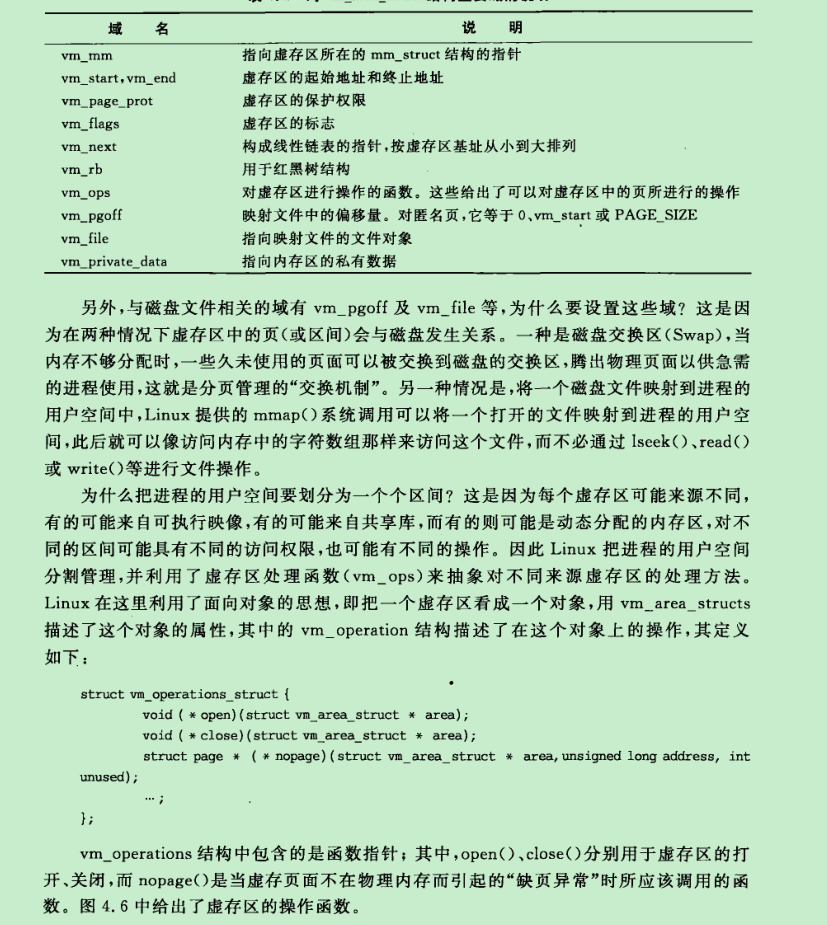 域 名 说 明
vm_mm 指向虚存区所在的 mm_struct 结构的指针
vm_start,vm_end 虚存区的起始地址和终止地址
vm_page_prot 虚存区的保护权限
vm_flags 虚存区的标志
vm_next 构成线性链表的指针,按虚存区基址从小到大排列
vm_rb 用于红黑树结构
vm_ops 对虚存区进行操作的函数。这些给出了可以对虚存区中的页所进行的操作
vm_pgoff 映射文件中的偏移量。对匿名页,它等于 0、vm_start 或 PAGE_SIZE
vm_file 指向映射文件的文件对象
vm_private_data 指向内存区的私有数据
另外,与磁盘文件相关的域有 vm_pgoff 及 vm_file 等,为什么要设置这些域? 这是因
为在两种情况下虚存区中的页(或区间)会与磁盘发生关系。一种是磁盘交换区(Swap),当
内存不够分配时,一些久未使用的页面可以被交换到磁盘的交换区,腾出物理页面以供急需
的进程使用,这就是分页管理的“交换机制”。另一种情况是,将一个磁盘文件映射到进程的
用户空间中,Linux 提供的 mmap()系统调用可以将一个打开的文件映射到进程的用户空
间,此后就可以像访问内存中的字符数组那样来访问这个文件,而不必通过 lseek()、read()
或 write()等进行文件操作。
为什么把进程的用户空间要划分为一个个区间? 这是因为每个虚存区可能来源不同,
有的可能来自可执行映像,有的可能来自共享库,而有的则可能是动态分配的内存区,对不
同的区间可能具有不同的访问权限,也可能有不同的操作。因此 Linux 把进程的用户空间
分割管理,并利用了虚存区处理函数(vm_ops)来抽象对不同来源虚存区的处理方法。
Linux 在这里利用了面向对象的思想,即把一个虚存区看成一个对象,用 vm_area_structs
描述了这个对象的属性,其中的 vm_operation 结构描述了在这个对象上的操作,其定义
如下:
struct vm_operations_struct {
void ( * open)(struct vm_area_struct * area);
void ( * close)(struct vm_area_struct * area);
struct page * ( * nopage)(struct vm_area_struct * area,unsigned long address, int
unused);
…;
};
vm_operations 结构中包含的是函数指针; 其中,open()、close()分别用于虚存区的打
开、关闭,而 nopage()是当虚存页面不在物理内存而引起的“缺页异常”时所应该调用的函
数。图 4.6 中给出了虚存区的操作函数。